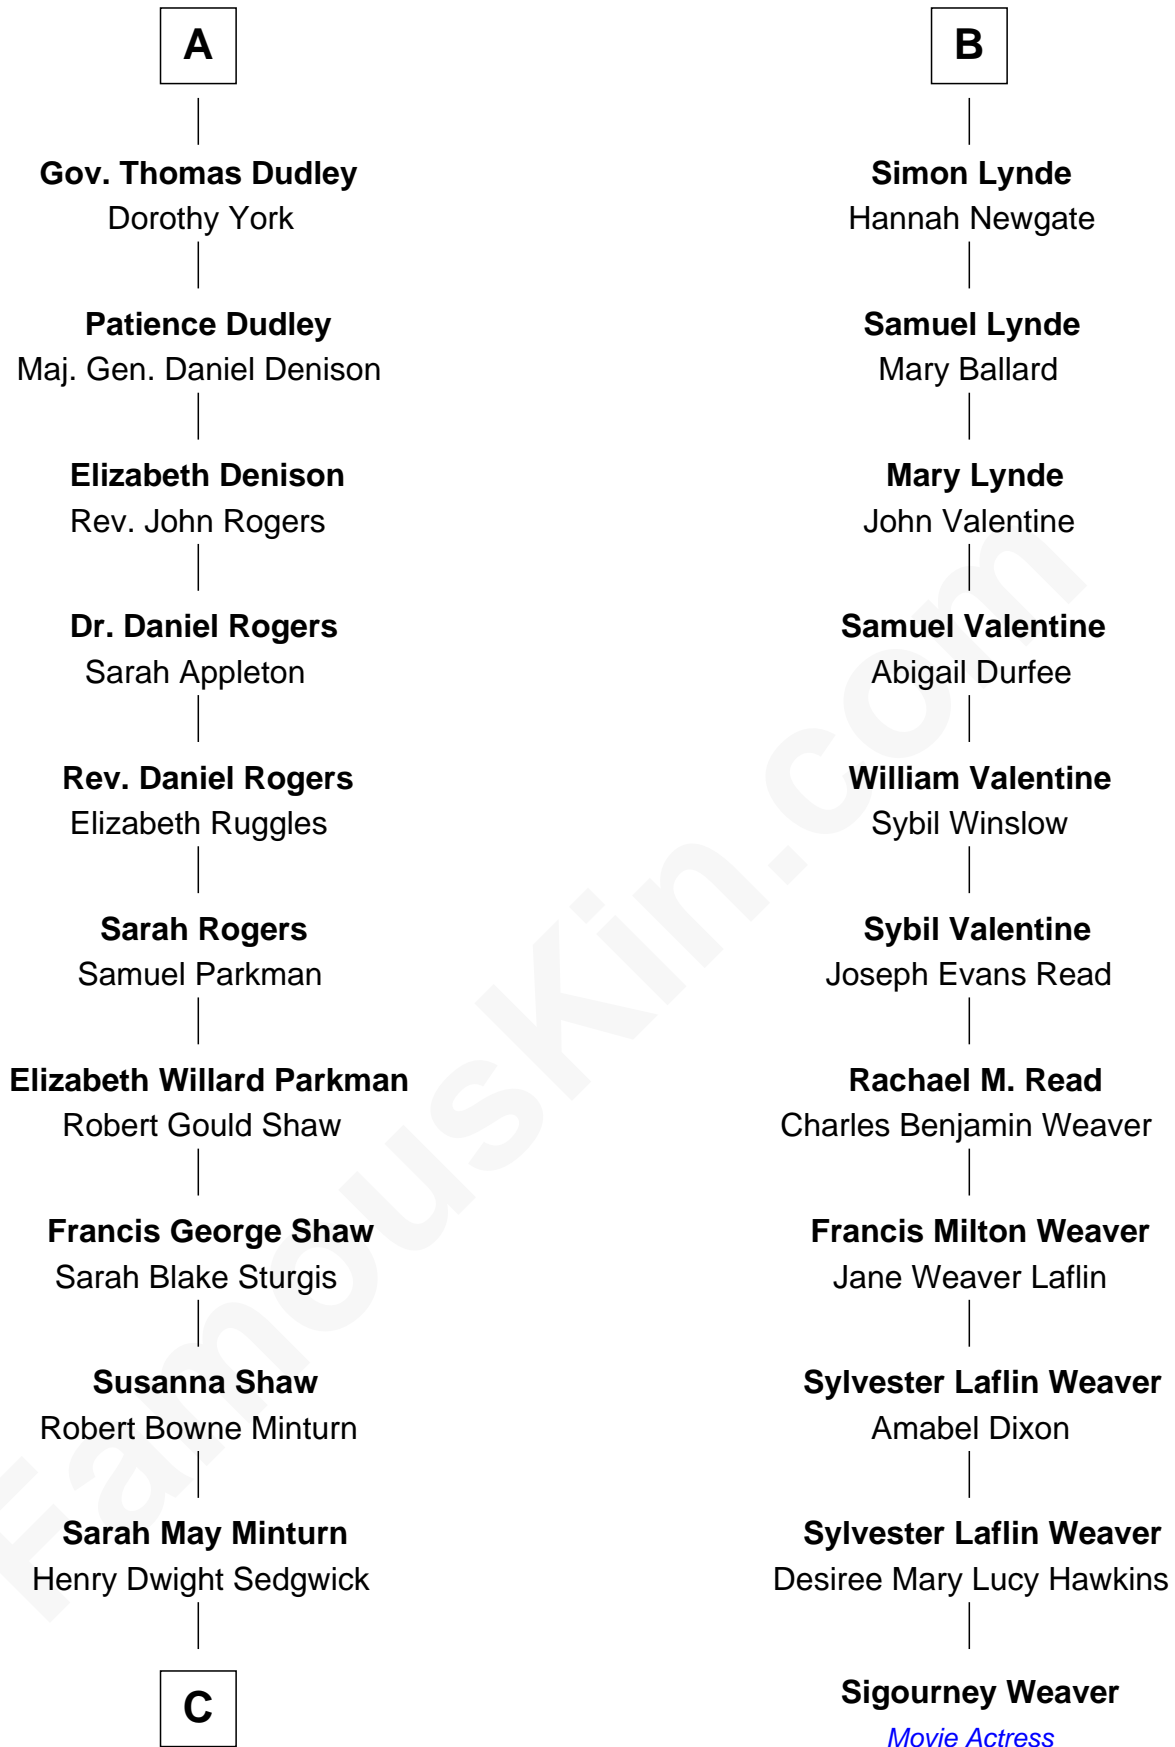 A
Gov. Thomas Dudley
Dorothy York
Patience Dudley
Maj. Gen. Daniel Denison
Elizabeth Denison
Rev. John Rogers
Dr. Daniel Rogers
Sarah Appleton
Rev. Daniel Rogers
Elizabeth Ruggles
Sarah Rogers
Samuel Parkman
Elizabeth Willard Parkman
Robert Gould Shaw
Francis George Shaw
Sarah Blake Sturgis
Susanna Shaw
Robert Bowne Minturn
Sarah May Minturn
Henry Dwight Sedgwick
C
B
Simon Lynde
Hannah Newgate
Samuel Lynde
Mary Ballard
Mary Lynde
John Valentine
Samuel Valentine
Abigail Durfee
William Valentine
Sybil Winslow
Sybil Valentine
Joseph Evans Read
Rachael M. Read
Charles Benjamin Weaver
Francis Milton Weaver
Jane Weaver Laflin
Sylvester Laflin Weaver
Amabel Dixon
Sylvester Laflin Weaver
Desiree Mary Lucy Hawkins
Sigourney Weaver
Movie Actress
FamousKin.com